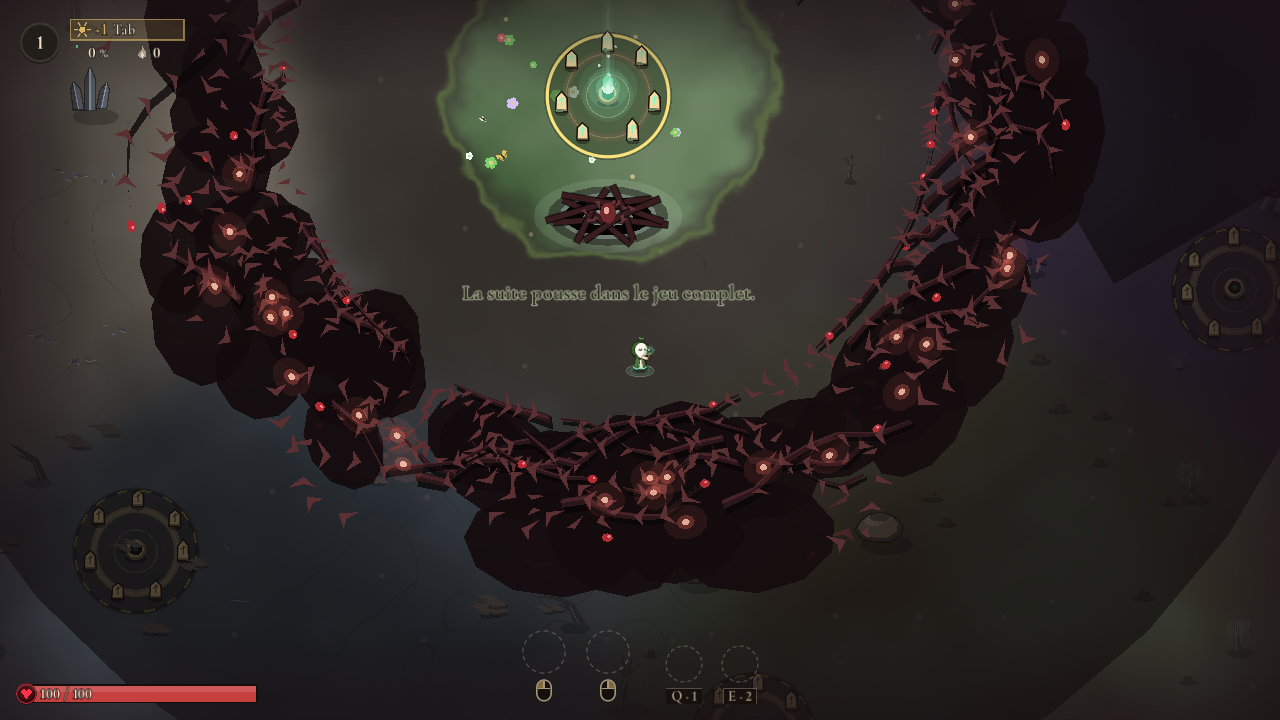 1
+1 Tab
0 % 0
La suite pousse dans le jeu complet.
100 / 100
Q·1
E·2